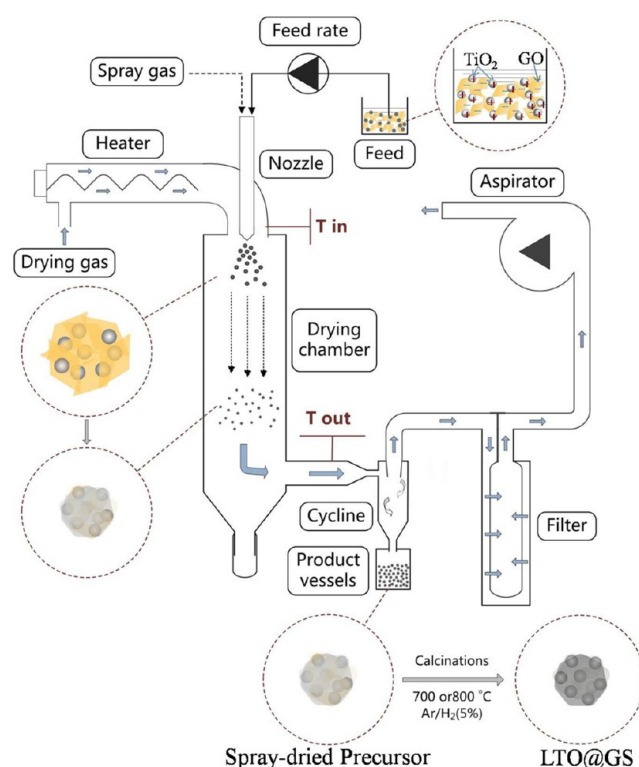 Feed rate
Spray gas
TiO₂
GO
Heater
Nozzle
Feed
Aspirator
T in
Drying gas
Drying
chamber
T out
Cycline
Filter
Product
vessels
Calcinations
700 or800 °C
Ar/H₂(5%)
Spray-dried Precursor
LTO@GS